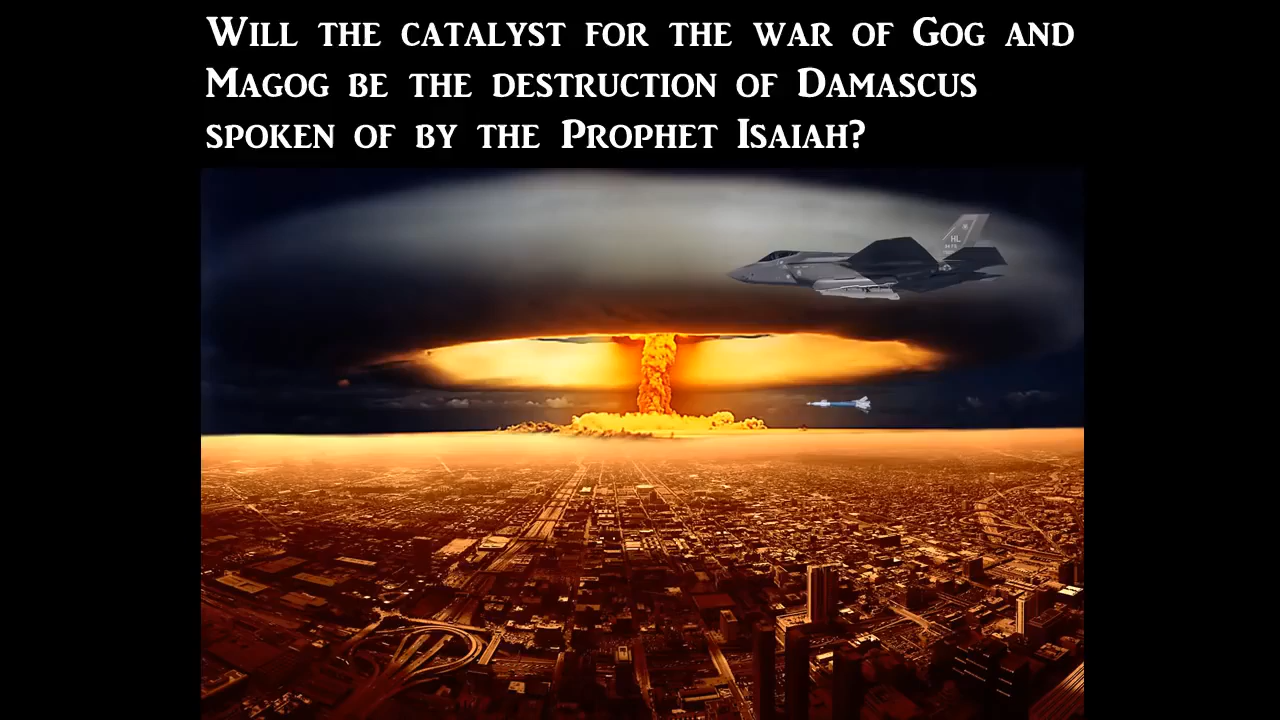 Will the catalyst for the war of Gog and
Magog be the destruction of Damascus
spoken of by the Prophet Isaiah?
HL